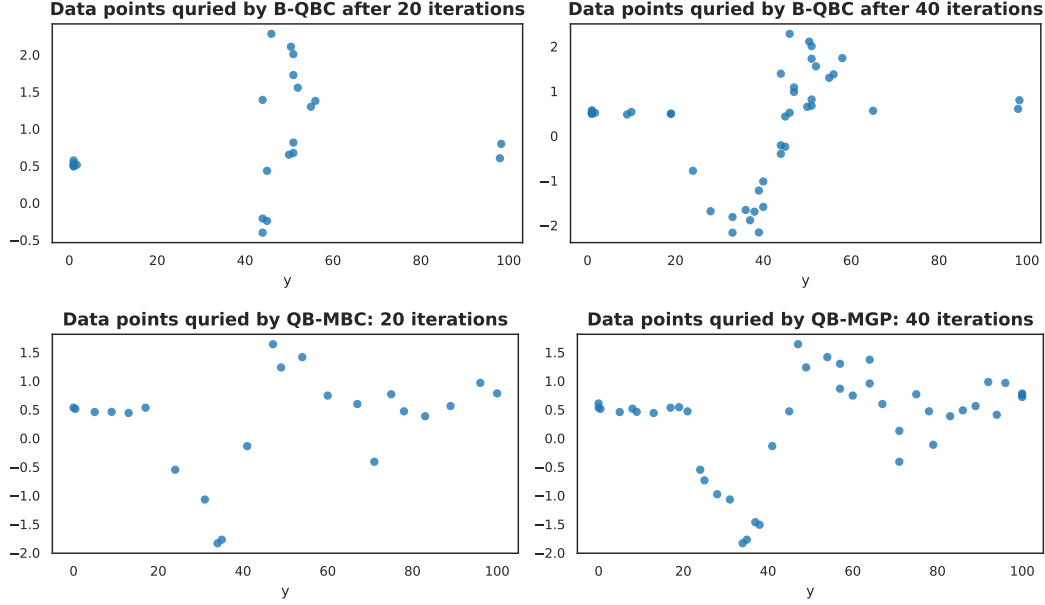 Data points quried by B-QBC after 20 iterations
2.0
1.5
1.0
0.5
0.0
−0.5
0 20 40 60 80 100
y
Data points quried by B-QBC after 40 iterations
2
1
0
−1
−2
0 20 40 60 80 100
y
Data points quried by QB-MBC: 20 iterations
1.5
1.0
0.5
0.0
−0.5
−1.0
−1.5
−2.0
0 20 40 60 80 100
y
Data points quried by QB-MGP: 40 iterations
1.5
1.0
0.5
0.0
−0.5
−1.0
−1.5
−2.0
0 20 40 60 80 100
y